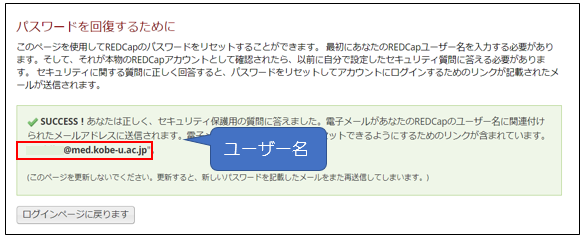 パスワードを回復するために
このページを使用してREDCapのパスワードをリセットすることができます。 最初にあなたのREDCapユーザー名を入力する必要があり
ます。そして、それが本物のREDCapアカウントとして確認されたら、以前に自分で設定したセキュリティ質問に答える必要がありま
す。 セキュリティに関する質問に正しく回答すると、パスワードをリセットしてアカウントにログインするためのリンクが記載されたメ
ールが送信されます。
SUCCESS ! あなたは正しく、セキュリティ保護用の質問に答えました。電子メールがあなたのREDCapのユーザー名に関連付け
られたメールアドレスに送信されます。電子 ットできるようにするためのリンクが含まれています。
@med.kobe-u.ac.jp"
ユーザー名
(このページを更新しないでください。更新すると、新しいパスワードを記載したメールをまた再送信してしまいます。)
ログインページに戻ります